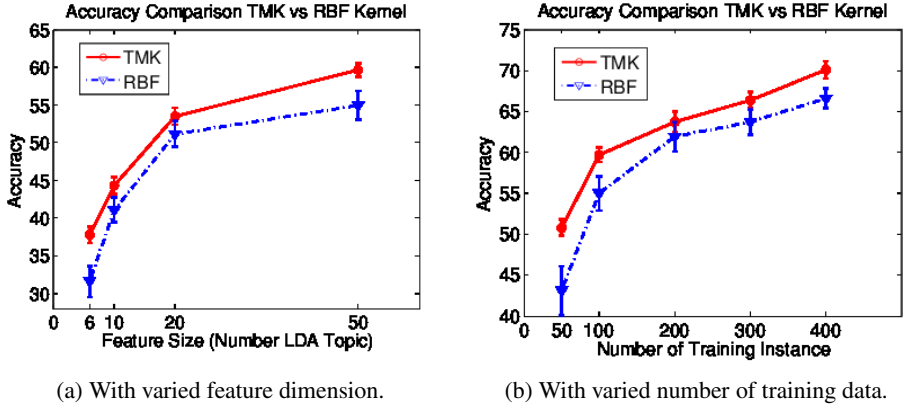 Accuracy Comparison TMK vs RBF Kernel
TMK
RBF
65
60
55
50
45
40
35
30
Accuracy
0 6 10 20 50
Feature Size (Number LDA Topic)
(a) With varied feature dimension.
Accuracy Comparison TMK vs RBF Kernel
TMK
RBF
75
70
65
60
55
50
45
40
Accuracy
0 50 100 200 300 400
Number of Training Instance
(b) With varied number of training data.